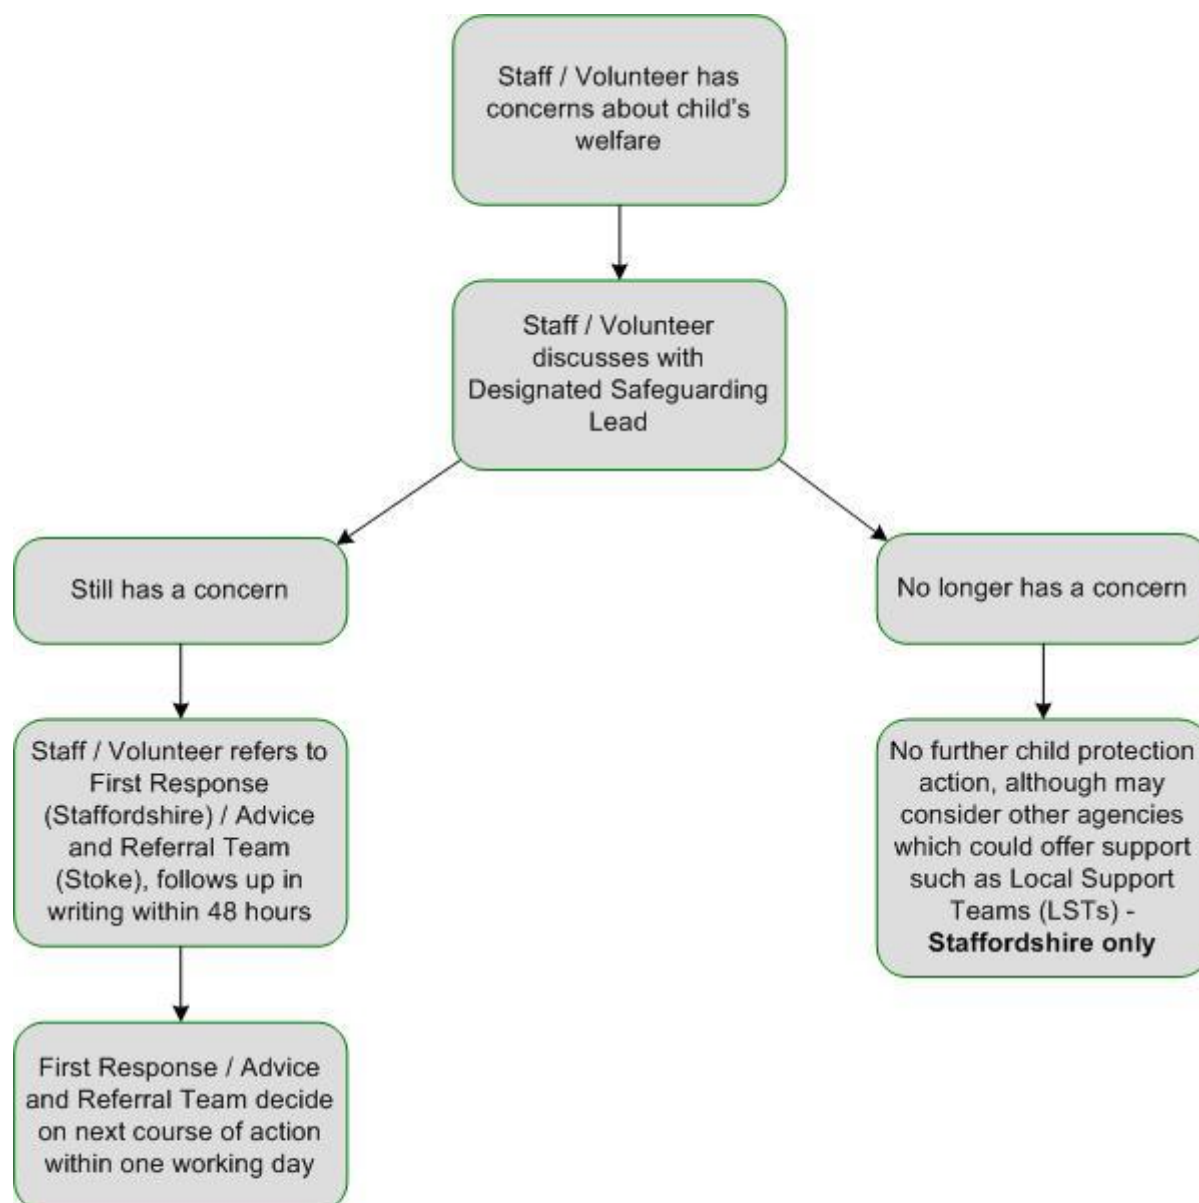 Staff / Volunteer has
concerns about child's
welfare
Staff / Volunteer
discusses with
Designated Safeguarding
Lead
Still has a concern
No longer has a concern
Staff / Volunteer refers to
First Response
(Staffordshire) / Advice
and Referral Team
(Stoke), follows up in
writing within 48 hours
No further child protection
action, although may
consider other agencies
which could offer support
such as Local Support
Teams (LSTs) -
Staffordshire only
First Response / Advice
and Referral Team decide
on next course of action
within one working day